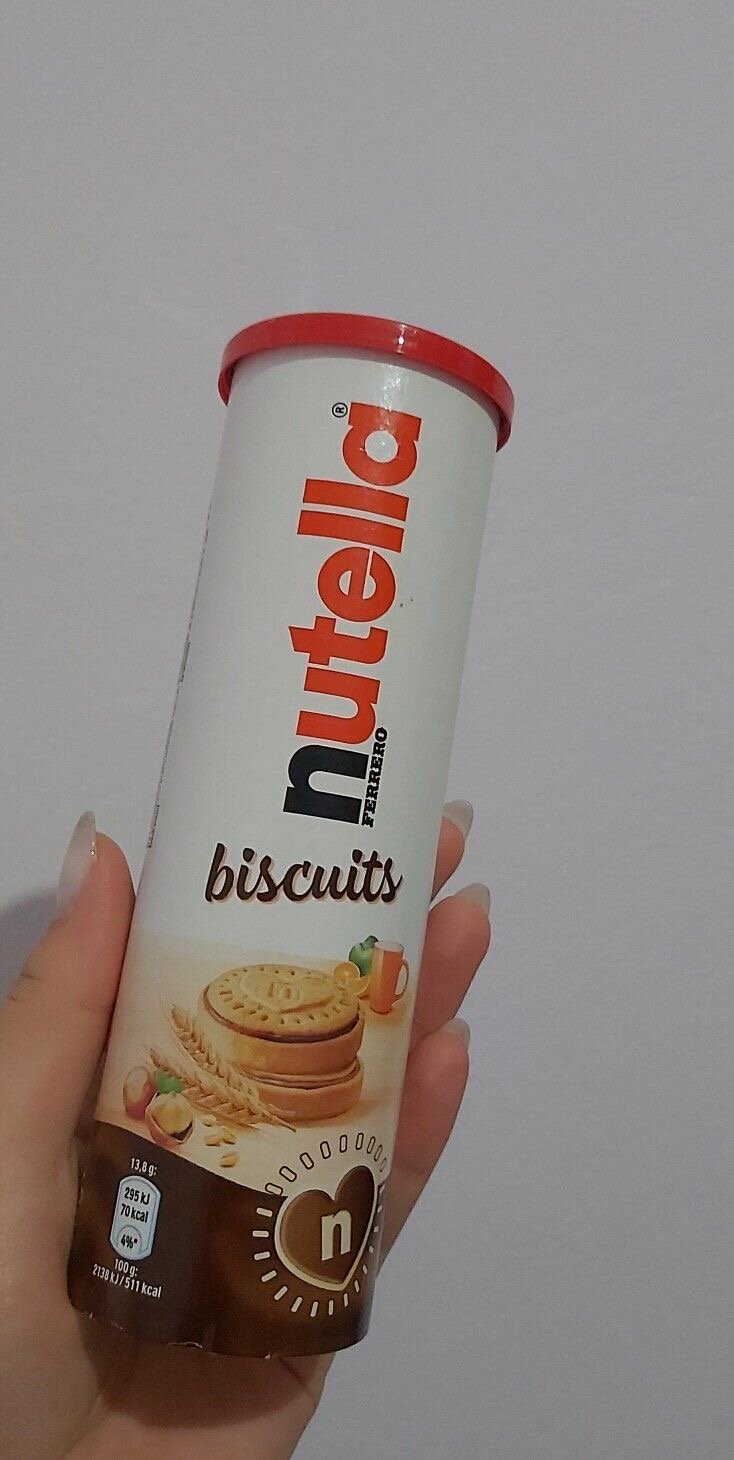 nutella®
FERRERO
biscuits
n
13,8 g:
295 kJ
70 kcal
4%*
100 g:
2138 kJ / 511 kcal
n